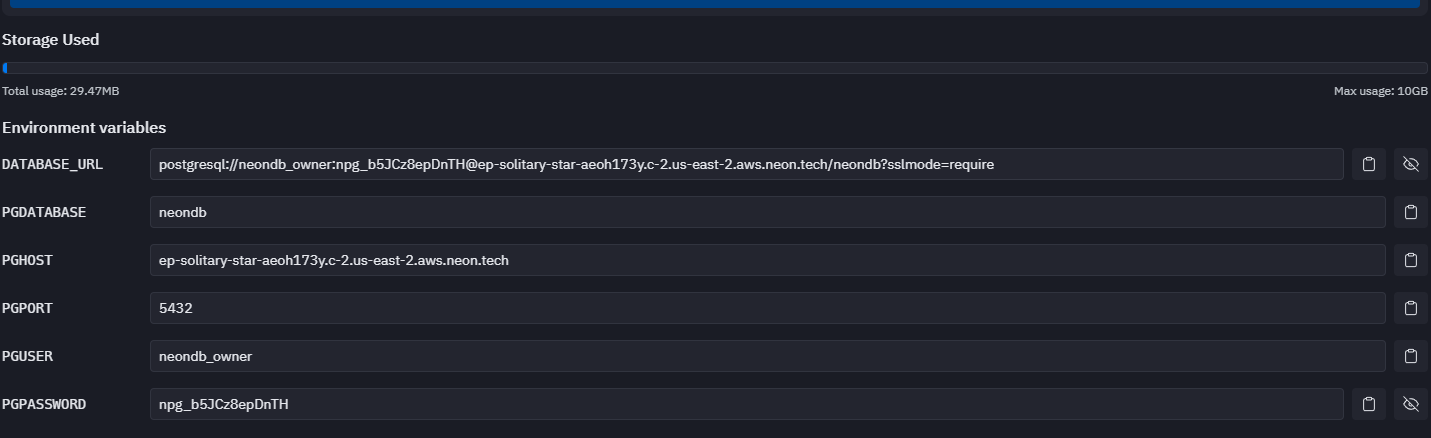 Storage Used
Total usage: 29.47MB Max usage: 10GB
Environment variables
DATABASE_URL postgresql://neondb_owner:npg_b5JCz8epDnTH@ep-solitary-star-aeoh173y.c-2.us-east-2.aws.neon.tech/neondb?sslmode=require
PGDATABASE neondb
PGHOST ep-solitary-star-aeoh173y.c-2.us-east-2.aws.neon.tech
PGPORT 5432
PGUSER neondb_owner
PGPASSWORD npg_b5JCz8epDnTH